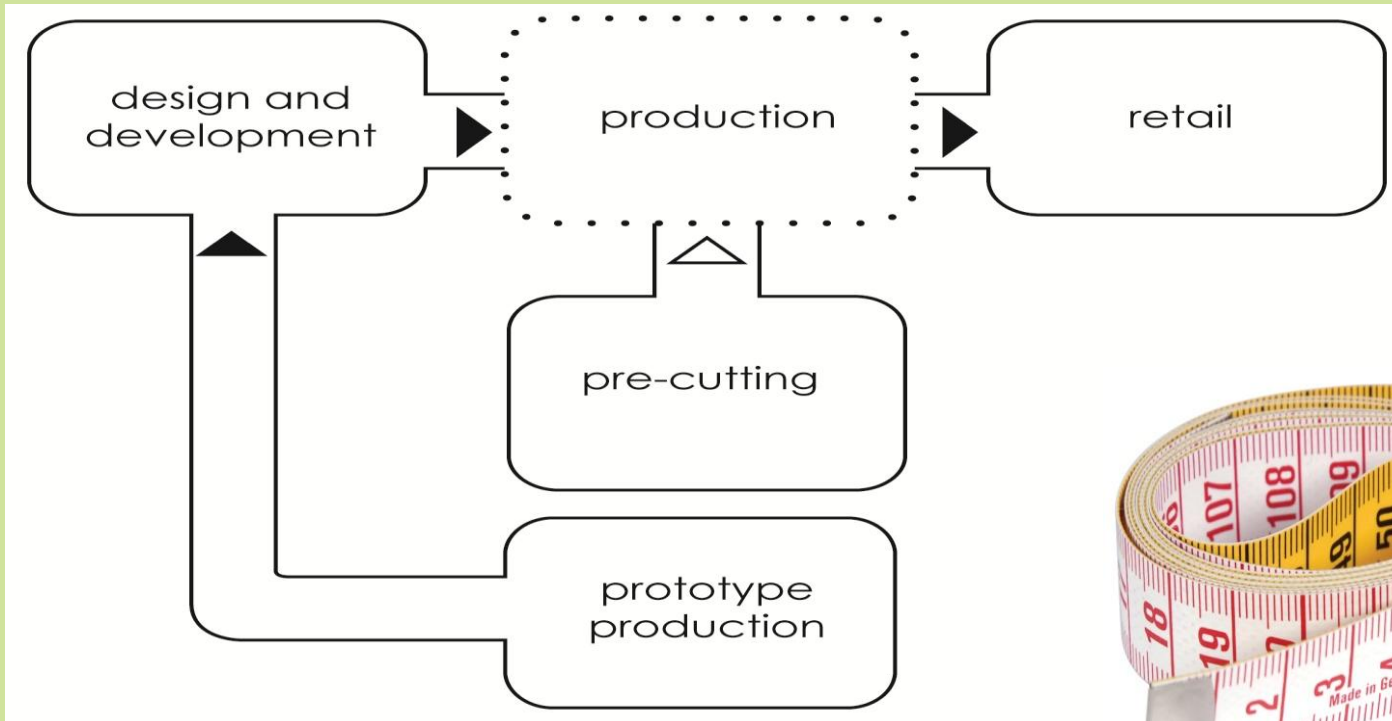 design and
development
production
retail
pre-cutting
prototype
production
107
108
09
49
50
18
19
2
3
Made in Ge